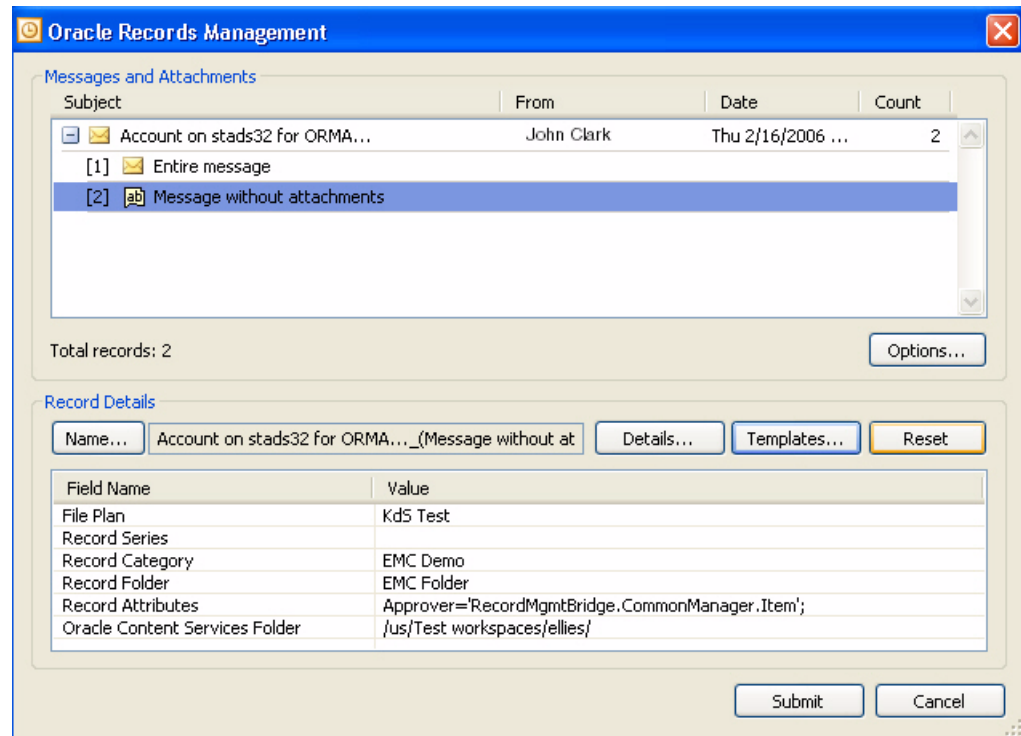 Oracle Records Management
Messages and Attachments
Subject From Date Count
Account on stads32 for ORMA... John Clark Thu 2/16/2006 ... 2
[1] Entire message
[2] ab Message without attachments
Total records: 2 Options...
Record Details
Name... Account on stads32 for ORMA..._(Message without at Details... Templates... Reset
Field Name Value
File Plan KdS Test
Record Series
Record Category EMC Demo
Record Folder EMC Folder
Record Attributes Approver='RecordMgmtBridge.CommonManager.Item';
Oracle Content Services Folder /us/Test workspaces/ellies/
Submit Cancel